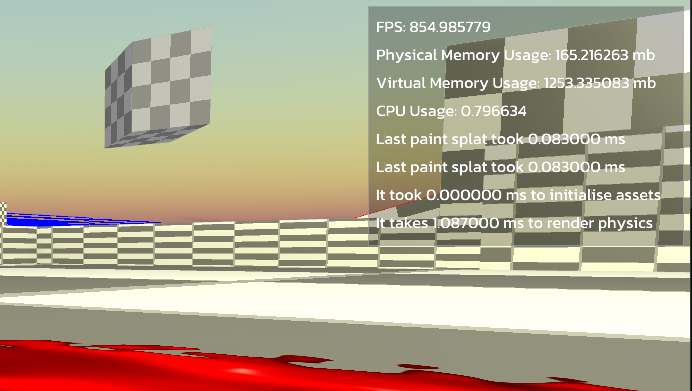 FPS: 854.985779
Physical Memory Usage: 165.216263 mb
Virtual Memory Usage: 1253.335083 mb
CPU Usage: 0.796634
Last paint splat took 0.083000 ms
Last paint splat took 0.083000 ms
It took 0.000000 ms to initialise assets
It takes 1.087000 ms to render physics